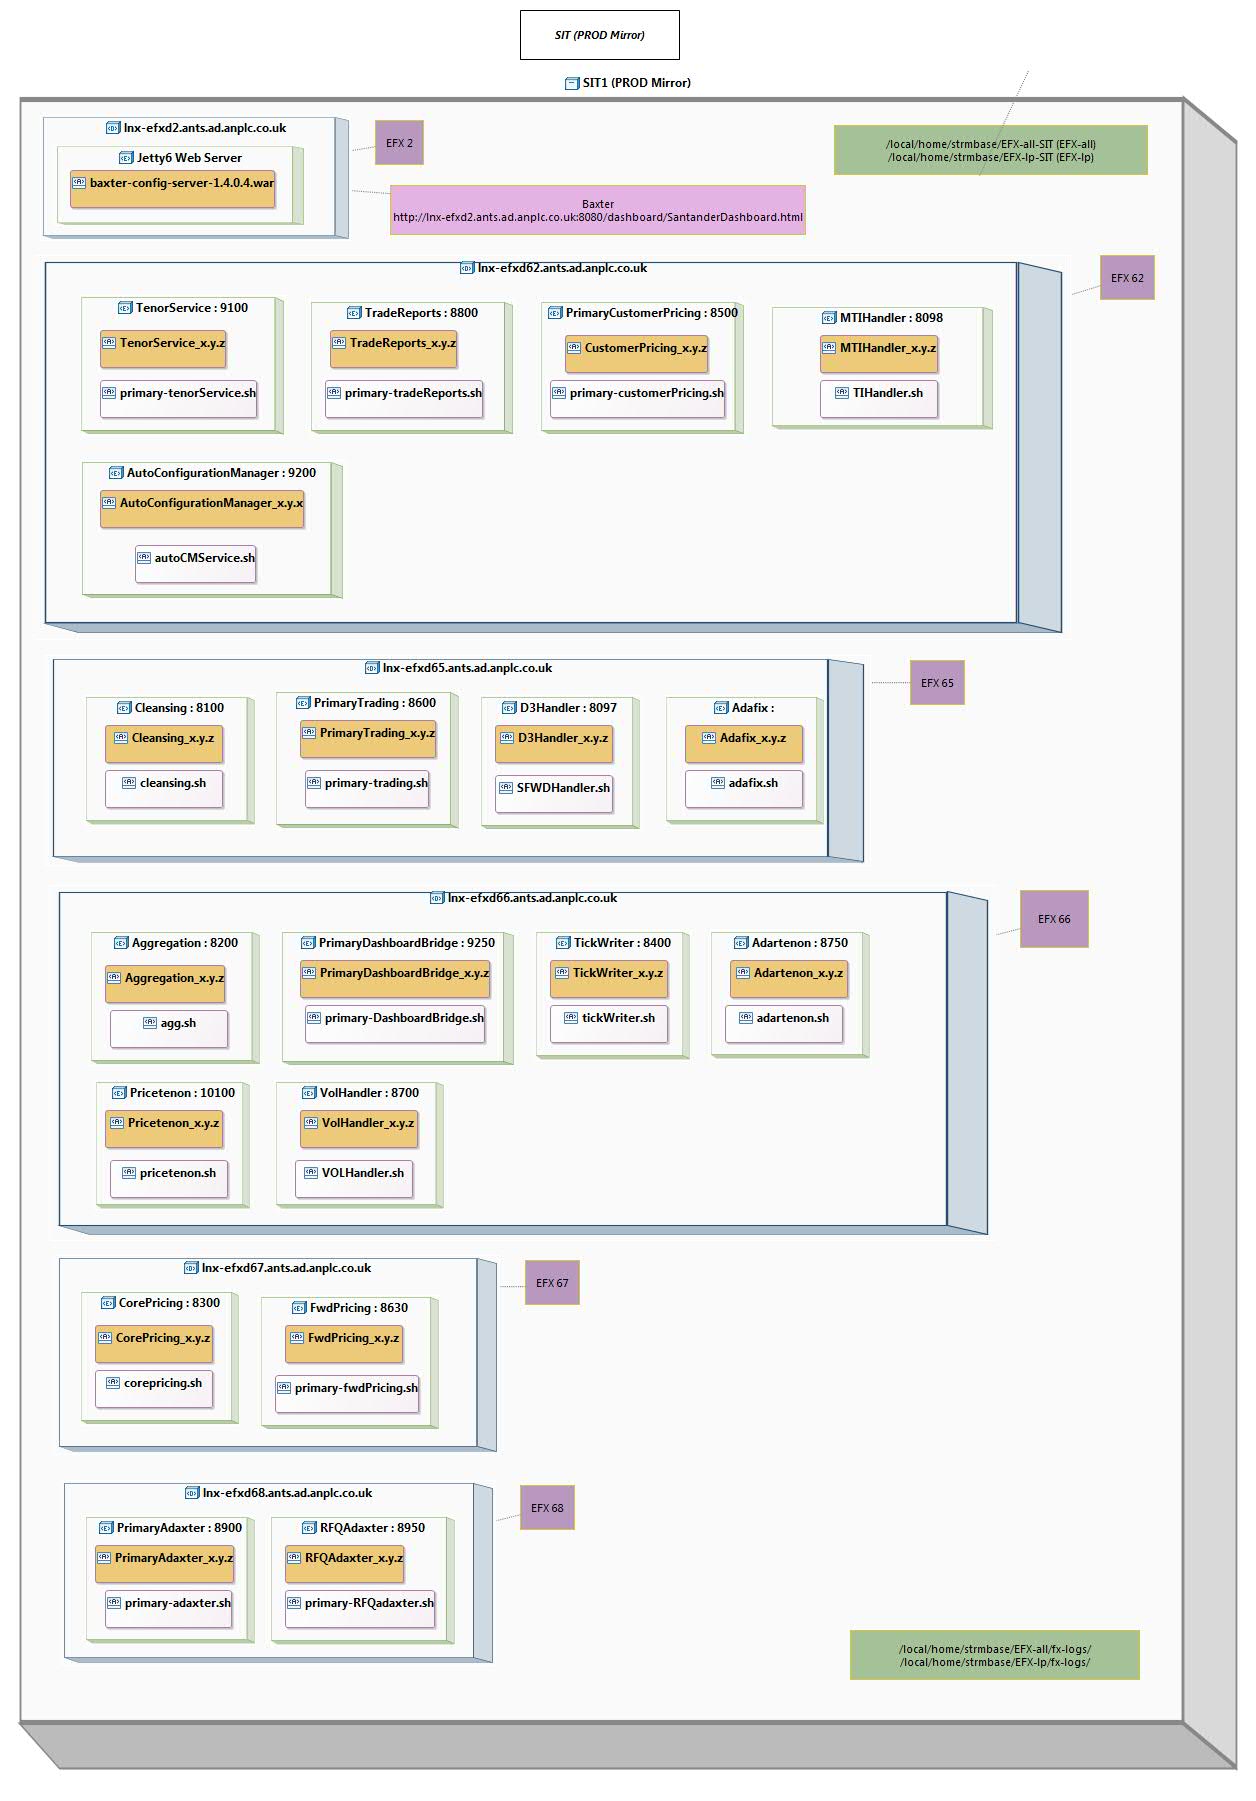 SIT (PROD Mirror)
SIT1 (PROD Mirror)
lnx-efxd2.ants.ad.anplc.co.uk
Jetty6 Web Server
baxter-config-server-1.4.0.4.war
EFX 2
Baxter
http://lnx-efxd2.ants.ad.anplc.co.uk:8080/dashboard/SantanderDashboard.html
/local/home/strmbase/EFX-all-SIT (EFX-all)
/local/home/strmbase/EFX-lp-SIT (EFX-lp)
lnx-efxd62.ants.ad.anplc.co.uk
EFX 62
TenorService : 9100
TenorService_x.y.z
primary-tenorService.sh
TradeReports : 8800
TradeReports_x.y.z
primary-tradeReports.sh
PrimaryCustomerPricing : 8500
CustomerPricing_x.y.z
primary-customerPricing.sh
MTIHandler : 8098
MTIHandler_x.y.z
TIHandler.sh
AutoConfigurationManager : 9200
AutoConfigurationManager_x.y.x
autoCMService.sh
lnx-efxd65.ants.ad.anplc.co.uk
EFX 65
Cleansing : 8100
Cleansing_x.y.z
cleansing.sh
PrimaryTrading : 8600
PrimaryTrading_x.y.z
primary-trading.sh
D3Handler : 8097
D3Handler_x.y.z
SFWDHandler.sh
Adafix :
Adafix_x.y.z
adafix.sh
lnx-efxd66.ants.ad.anplc.co.uk
EFX 66
Aggregation : 8200
Aggregation_x.y.z
agg.sh
PrimaryDashboardBridge : 9250
PrimaryDashboardBridge_x.y.z
primary-DashboardBridge.sh
TickWriter : 8400
TickWriter_x.y.z
tickWriter.sh
Adartenon : 8750
Adartenon_x.y.z
adartenon.sh
Pricetenon : 10100
Pricetenon_x.y.z
pricetenon.sh
VolHandler : 8700
VolHandler_x.y.z
VOLHandler.sh
lnx-efxd67.ants.ad.anplc.co.uk
EFX 67
CorePricing : 8300
CorePricing_x.y.z
corepricing.sh
FwdPricing : 8630
FwdPricing_x.y.z
primary-fwdPricing.sh
lnx-efxd68.ants.ad.anplc.co.uk
EFX 68
PrimaryAdaxter : 8900
PrimaryAdaxter_x.y.z
primary-adaxter.sh
RFQAdaxter : 8950
RFQAdaxter_x.y.z
primary-RFQadaxter.sh
/local/home/strmbase/EFX-all/fx-logs/
/local/home/strmbase/EFX-lp/fx-logs/